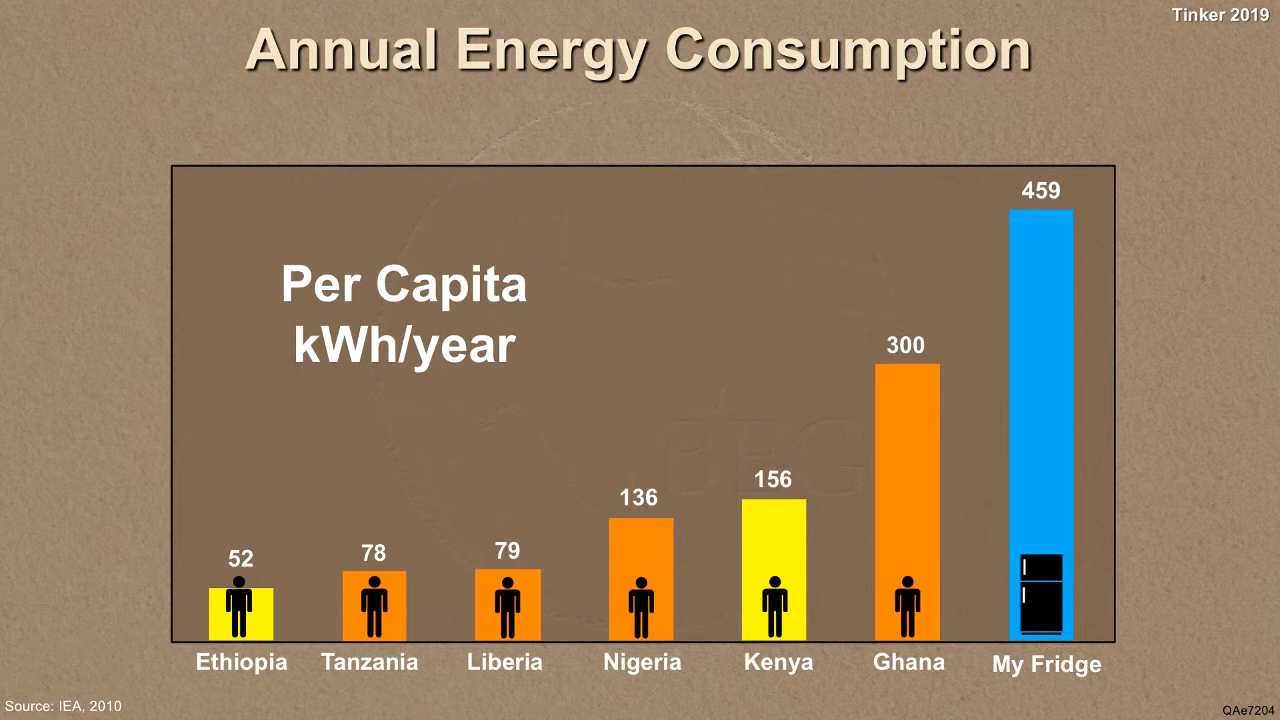 Tinker 2019
Annual Energy Consumption
Per Capita
kWh/year
52
78
79
136
156
300
459
Ethiopia
Tanzania
Liberia
Nigeria
Kenya
Ghana
My Fridge
BEG
Source: IEA, 2010
QAe7204